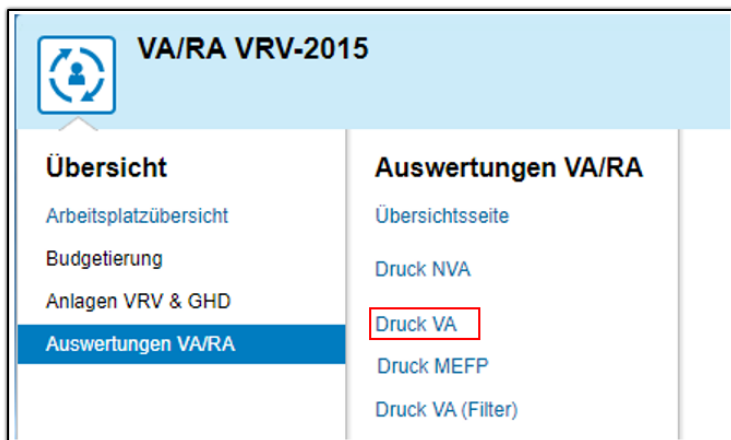 VA/RA VRV-2015
Übersicht
Arbeitsplatzübersicht
Budgetierung
Anlagen VRV & GHD
Auswertungen VA/RA
Auswertungen VA/RA
Übersichtsseite
Druck NVA
Druck VA
Druck MEFP
Druck VA (Filter)